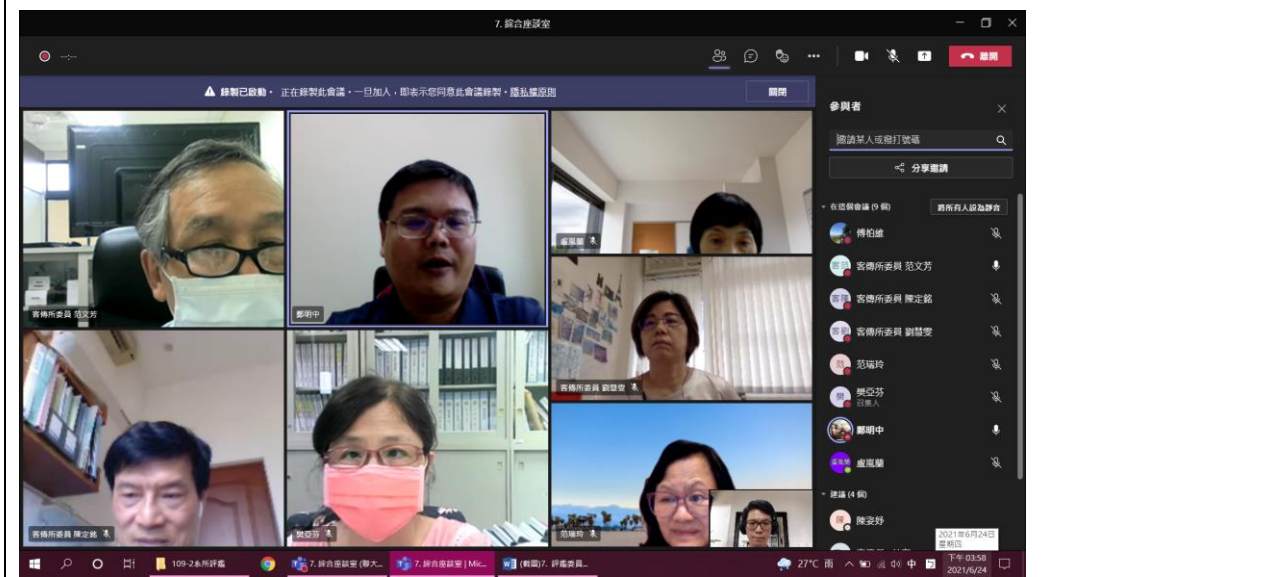 7. 綜合座談室
--:--
離開
錄製已啟動。 正在錄製此會議。一旦加入,即表示您同意此會議錄製。隱私權原則
關閉
參與者
邀請某人或撥打號碼
分享邀請
在這個會議 (9 個)
將所有人設為靜音
傅柏維
客傳所委員 范文芳
客傳所委員 陳定銘
客傳所委員 劉慧雯
范瑞玲
樊亞芬
召集人
鄭明中
盧嵐蘭
建議 (4 個)
陳姿妤
客傳所委員 范文芳
鄭明中
盧嵐蘭
客傳所委員 劉慧雯
客傳所委員 陳定銘
樊亞芬
范瑞玲
2021年6月24日
星期四
109-2系所評鑑
7. 綜合座談室 (聯大...
7. 綜合座談室 | Mic...
(截圖)7. 評鑑委員...
27°C 雨
中
下午 03:58
2021/6/24